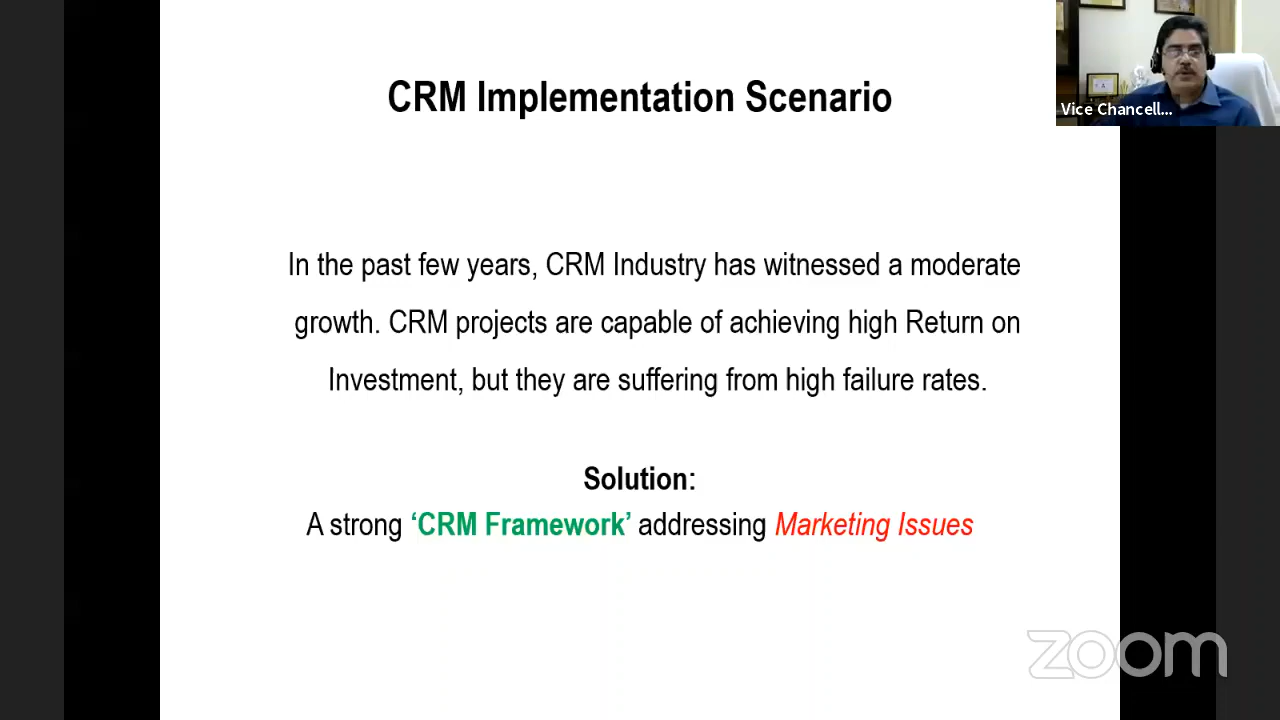 CRM Implementation Scenario
Vice Chancell...
In the past few years, CRM Industry has witnessed a moderate
growth. CRM projects are capable of achieving high Return on
Investment, but they are suffering from high failure rates.
Solution:
A strong ‘CRM Framework’ addressing Marketing Issues
zoom